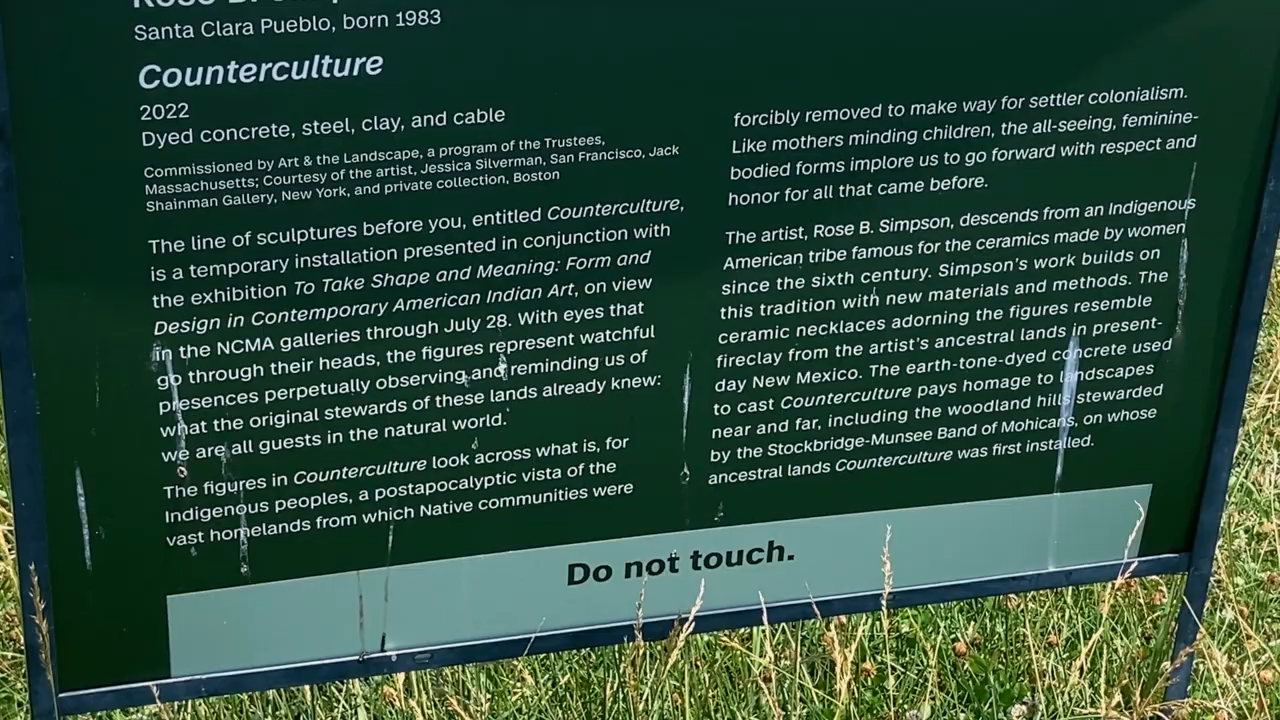 Rose B. Simpson
Santa Clara Pueblo, born 1983
Counterculture
2022
Dyed concrete, steel, clay, and cable
Commissioned by Art & the Landscape, a program of the Trustees,
Massachusetts; Courtesy of the artist, Jessica Silverman, San Francisco, Jack
Shainman Gallery, New York, and private collection, Boston
The line of sculptures before you, entitled Counterculture,
is a temporary installation presented in conjunction with
the exhibition To Take Shape and Meaning: Form and
Design in Contemporary American Indian Art, on view
in the NCMA galleries through July 28. With eyes that
go through their heads, the figures represent watchful
presences perpetually observing and reminding us of
what the original stewards of these lands already knew:
we are all guests in the natural world.
The figures in Counterculture look across what is, for
Indigenous peoples, a postapocalyptic vista of the
vast homelands from which Native communities were
forcibly removed to make way for settler colonialism.
Like mothers minding children, the all-seeing, feminine-
bodied forms implore us to go forward with respect and
honor for all that came before.
The artist, Rose B. Simpson, descends from an Indigenous
American tribe famous for the ceramics made by women
since the sixth century. Simpson's work builds on
this tradition with new materials and methods. The
ceramic necklaces adorning the figures resemble
fireclay from the artist's ancestral lands in present-
day New Mexico. The earth-tone-dyed concrete used
to cast Counterculture pays homage to landscapes
near and far, including the woodland hills stewarded
by the Stockbridge-Munsee Band of Mohicans, on whose
ancestral lands Counterculture was first installed.
Do not touch.